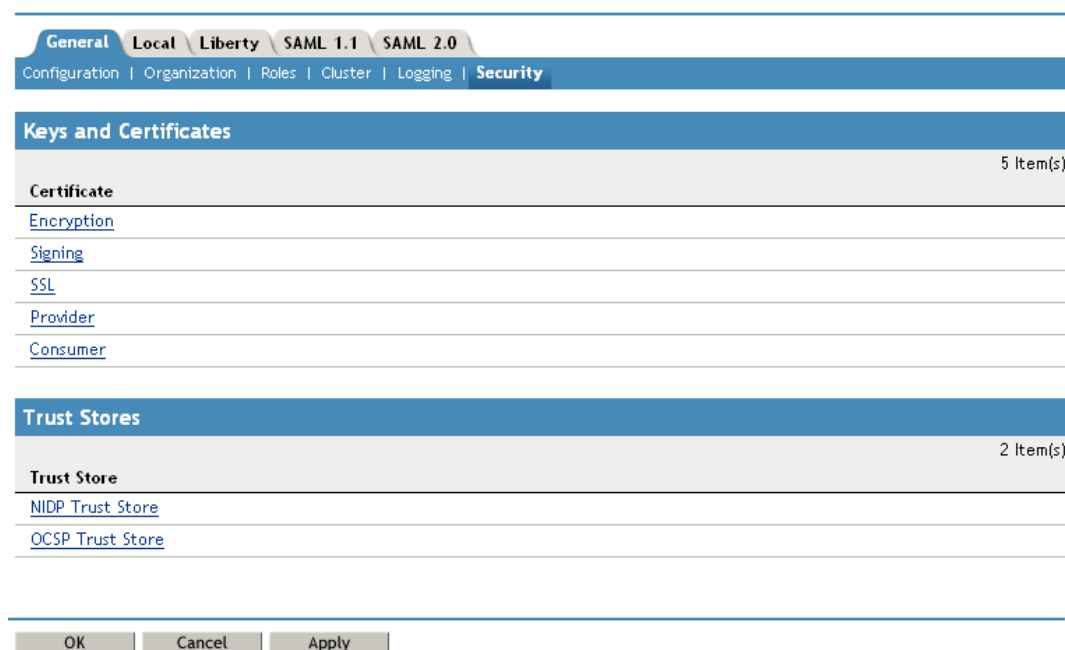 General Local Liberty SAML 1.1 SAML 2.0
Configuration | Organization | Roles | Cluster | Logging | Security
Keys and Certificates
5 Item(s)
Certificate
Encryption
Signing
SSL
Provider
Consumer
Trust Stores
2 Item(s)
Trust Store
NIDP Trust Store
OCSP Trust Store
OK Cancel Apply